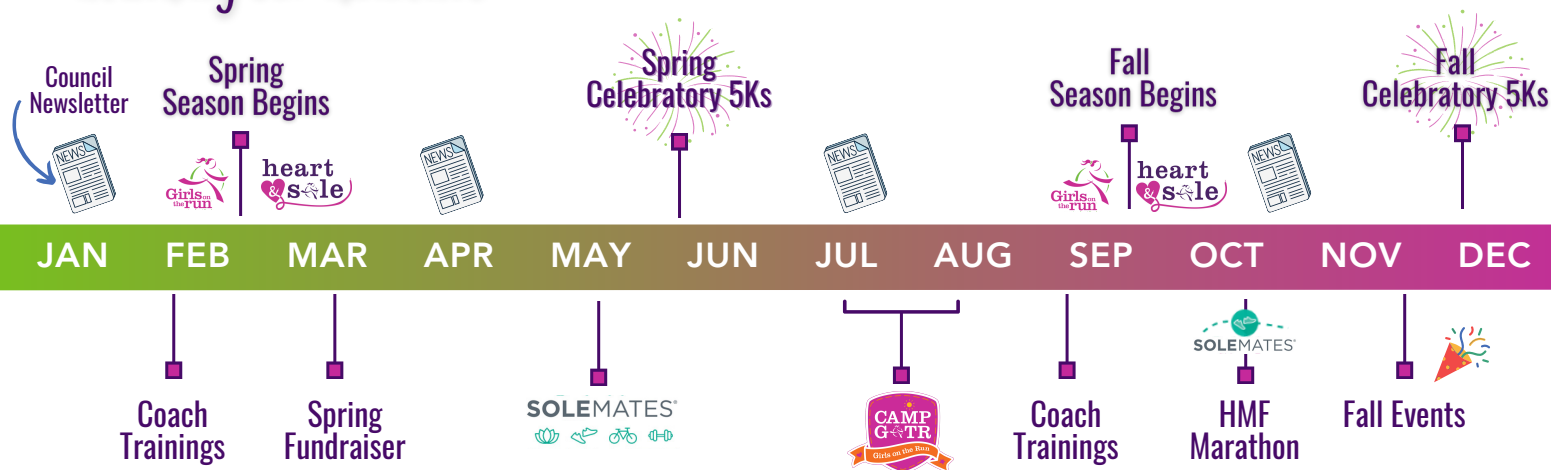 Council
Newsletter
Spring
Season Begins
Spring
Celebratory 5Ks
Fall
Season Begins
Fall
Celebratory 5Ks
NEWS
Girls on
the run
heart
& sole
NEWS
NEWS
Girls on
the run
heart
& sole
NEWS
JAN FEB MAR APR MAY JUN JUL AUG SEP OCT NOV DEC
Coach
Trainings
Spring
Fundraiser
SOLEMATES
CAMP
GOTR
Girls on the Run
Coach
Trainings
SOLEMATES
HMF
Marathon
Fall Events